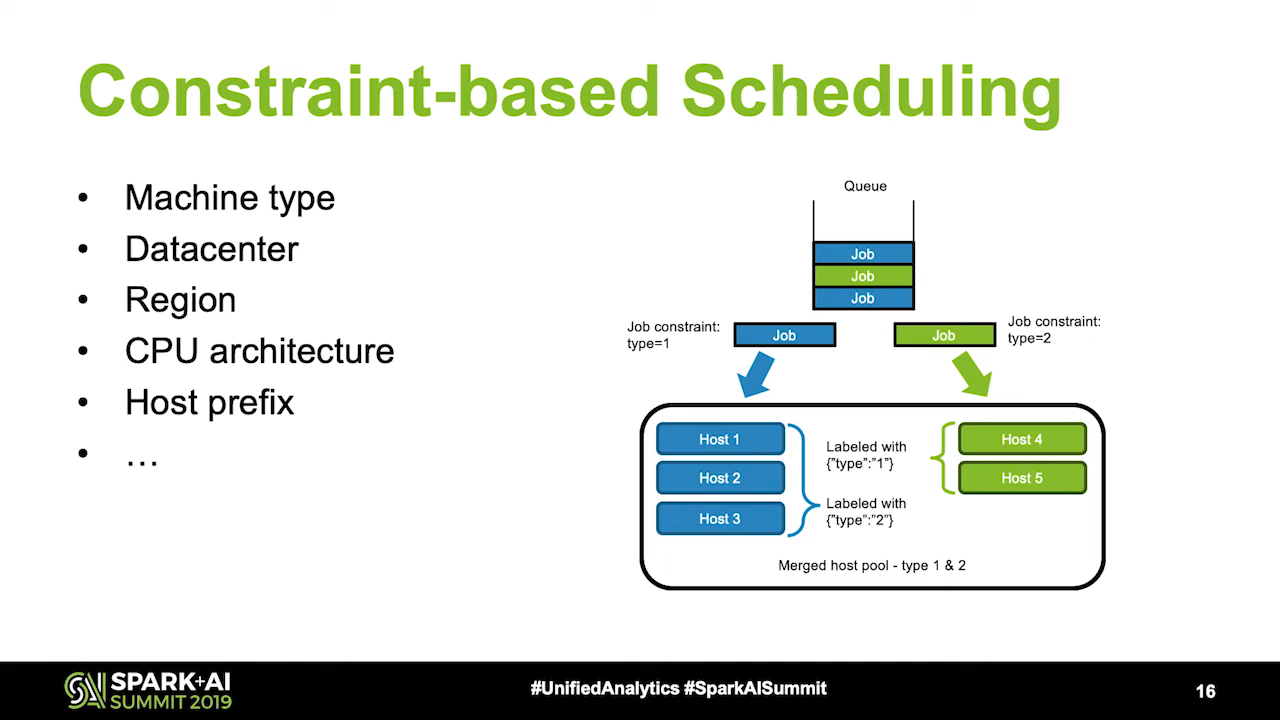 Constraint-based Scheduling
• Machine type
• Datacenter
• Region
• CPU architecture
• Host prefix
• …
Queue
Job
Job
Job
Job constraint:
type=1
Job
Job
Job constraint:
type=2
Host 1
Host 2
Host 3
Labeled with
{"type":"1"}
Labeled with
{"type":"2"}
Host 4
Host 5
Merged host pool - type 1 & 2
SPARK+AI
SUMMIT 2019
#UnifiedAnalytics #SparkAISummit
16